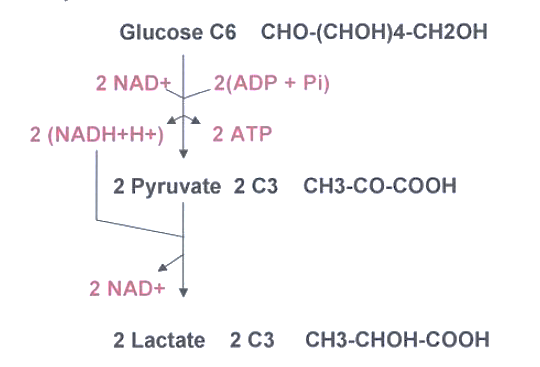 Glucose C6 CHO-(CHOH)4-CH2OH
2 NAD+ 2(ADP + Pi)
2 (NADH+H+) 2 ATP
2 Pyruvate 2 C3 CH3-CO-COOH
2 NAD+
2 Lactate 2 C3 CH3-CHOH-COOH